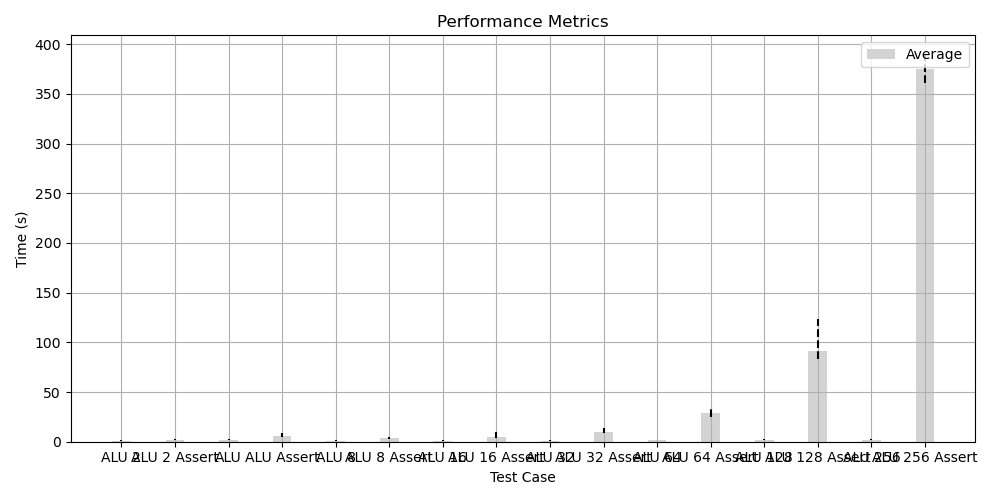 Performance Metrics
400
350
300
250
200
150
100
50
0
Time (s)
Average
ALU 2 ALU 2 Assert ALU ALU Assert ALU 8 ALU 8 Assert ALU 16 ALU 16 Assert ALU 32 ALU 32 Assert ALU 64 ALU 64 Assert ALU 128 ALU 128 Assert ALU 256 ALU 256 Assert
Test Case